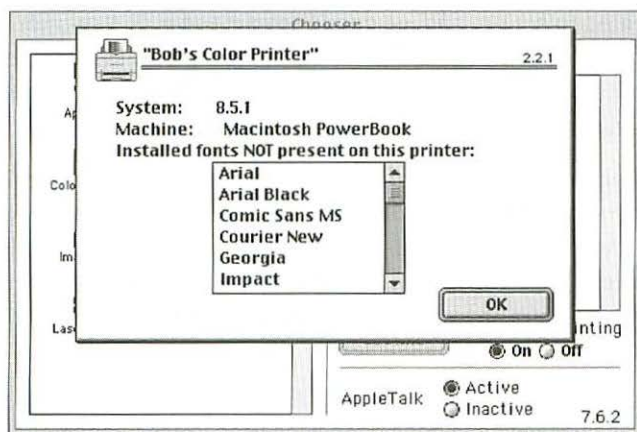 Chooser
"Bob's Color Printer"
2.2.1
System: 8.5.1
Machine: Macintosh PowerBook
Installed fonts NOT present on this printer:
Arial
Arial Black
Comic Sans MS
Courier New
Georgia
Impact
OK
On Off
AppleTalk
Active
Inactive
7.6.2